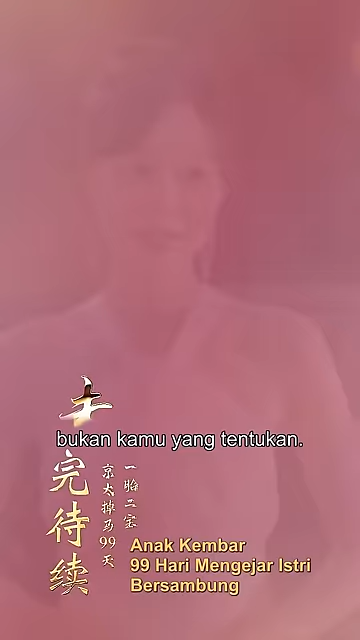 bukan kamu yang tentukan.
未完待续
一胎二宝
京太掉马99天
Anak Kembar
99 Hari Mengejar Istri
Bersambung